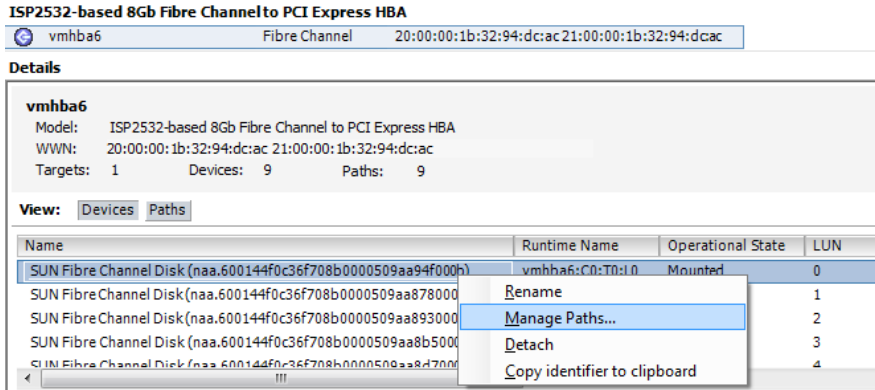 ISP2532-based 8Gb Fibre Channel to PCI Express HBA
vmhba6 Fibre Channel 20:00:00:1b:32:94:dc:ac 21:00:00:1b:32:94:dc:ac
Details
vmhba6
Model: ISP2532-based 8Gb Fibre Channel to PCI Express HBA
WWN: 20:00:00:1b:32:94:dc:ac 21:00:00:1b:32:94:dc:ac
Targets: 1 Devices: 9 Paths: 9
View: Devices Paths
Name Runtime Name Operational State LUN
SUN Fibre Channel Disk (naa.600144f0c36f708b0000509aa94f000b) vmhba6:C0:T0:L0 Mounted 0
SUN Fibre Channel Disk (naa.600144f0c36f708b0000509aa878000 1
SUN Fibre Channel Disk (naa.600144f0c36f708b0000509aa893000 2
SUN Fibre Channel Disk (naa.600144f0c36f708b0000509aa8b5000 3
SUN Fibre Channel Disk (naa.600144f0c36f708b0000509aa8d7000 4
Rename
Manage Paths...
Detach
Copy identifier to clipboard